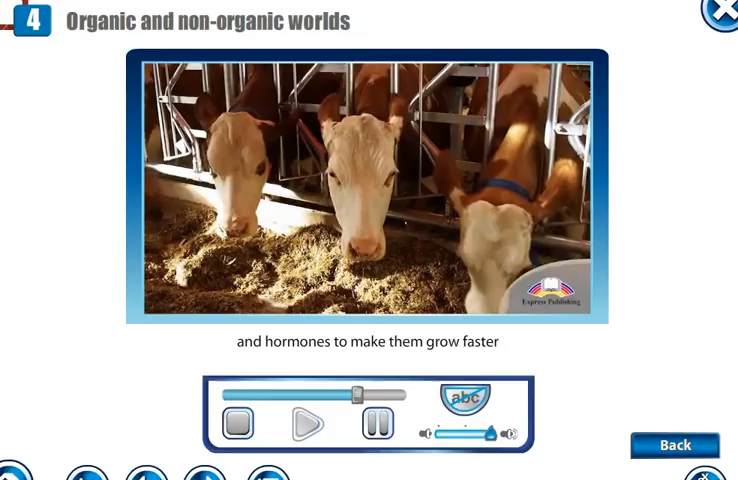 4 Organic and non-organic worlds
Express Publishing
and hormones to make them grow faster
abc
Back